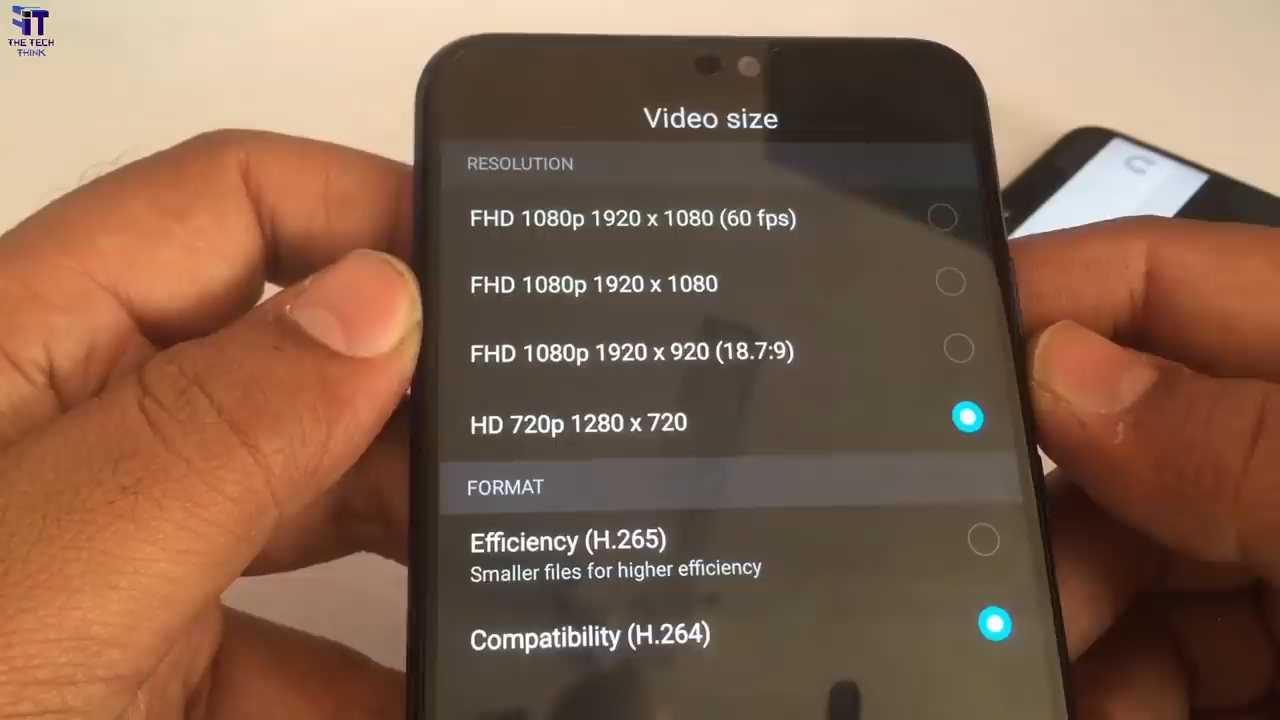 iT
THE TECH
THINK
Video size
RESOLUTION
FHD 1080p 1920 x 1080 (60 fps)
FHD 1080p 1920 x 1080
FHD 1080p 1920 x 920 (18.7:9)
HD 720p 1280 x 720
FORMAT
Efficiency (H.265)
Smaller files for higher efficiency
Compatibility (H.264)